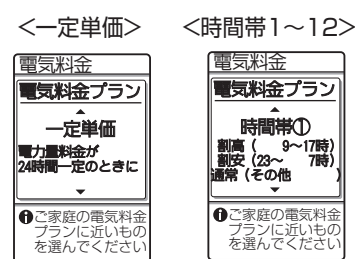 ＜一定単価＞
電気料金
電気料金プラン
一定単価
電力量料金が
24時間一定のときに
❶ご家庭の電気料金
プランに近いもの
を選んでください
＜時間帯1～12＞
電気料金
電気料金プラン
時間帯①
割高（ 9～17時）
割安（23～ 7時）
通常（その他 ）
❶ご家庭の電気料金
プランに近いもの
を選んでください